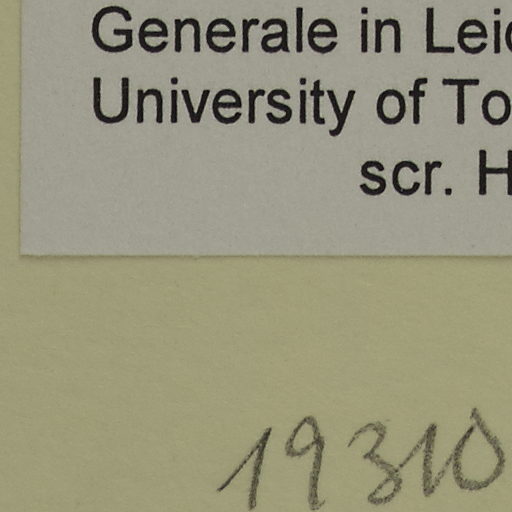 Generale in Lei
University of To
scr. H
19310